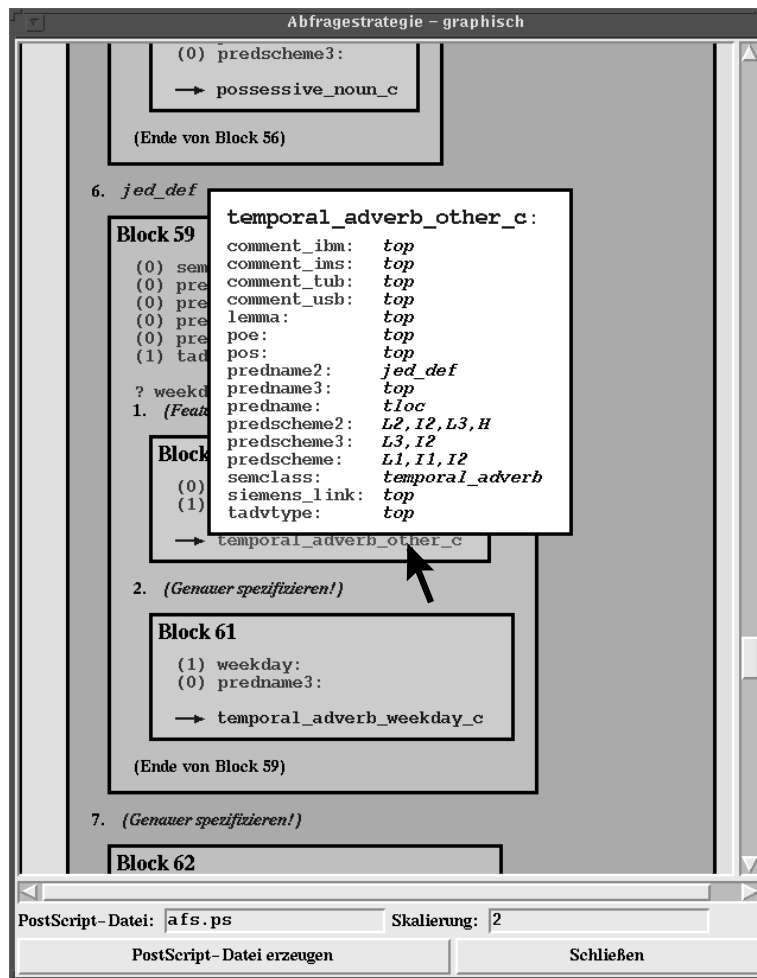 Abfragestrategie – graphisch
(0) predscheme3:
possessive_noun_c
(Ende von Block 56)
6. jed_def
temporal_adverb_other_c:
comment_ibm: top
comment_ims: top
comment_tub: top
comment_usb: top
lemma: top
poe: top
pos: top
predname2: jed_def
predname3: top
predname: tloc
predscheme2: L2,I2,L3,H
predscheme3: L3,I2
predscheme: L1,I1,I2
semclass: temporal_adverb
siemens_link: top
tadvtype: top
Block 59
(0) sem
(0) pre
(0) pre
(0) pre
(0) pre
(1) tad
? weekd
1. (Feat
Block
(0)
(1)
temporal_adverb_other_c
2. (Genauer spezifizieren!)
Block 61
(1) weekday:
(0) predname3:
temporal_adverb_weekday_c
(Ende von Block 59)
7. (Genauer spezifizieren!)
Block 62
PostScript-Datei: afs.ps Skalierung: 2
PostScript-Datei erzeugen Schließen